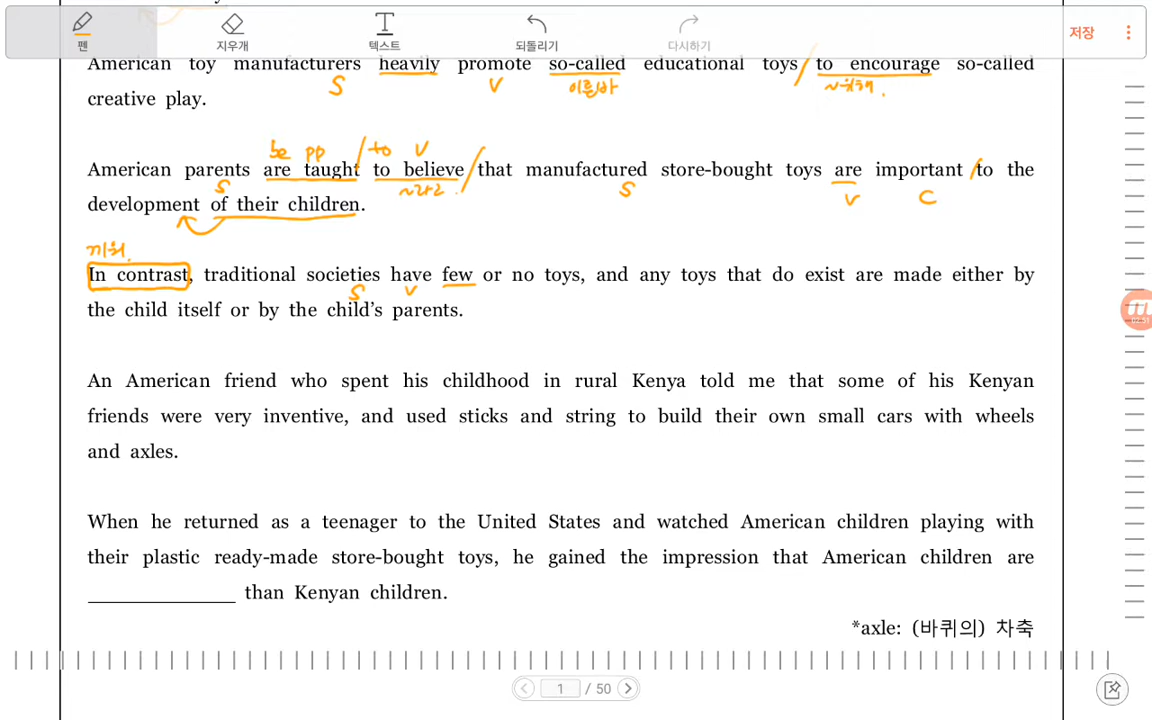 펜
지우개
텍스트
되돌리기
다시하기
저장
American toy manufacturers heavily promote so-called educational toys to encourage so-called
S V 이른바 ~위해.
creative play.
be pp to V
American parents are taught to believe that manufactured store-bought toys are important to the
S ~라고 S V C
development of their children.
In contrast, traditional societies have few or no toys, and any toys that do exist are made either by
S V
the child itself or by the child's parents.
An American friend who spent his childhood in rural Kenya told me that some of his Kenyan
friends were very inventive, and used sticks and string to build their own small cars with wheels
and axles.
When he returned as a teenager to the United States and watched American children playing with
their plastic ready-made store-bought toys, he gained the impression that American children are
____________ than Kenyan children.
*axle: (바퀴의) 차축
1 / 50